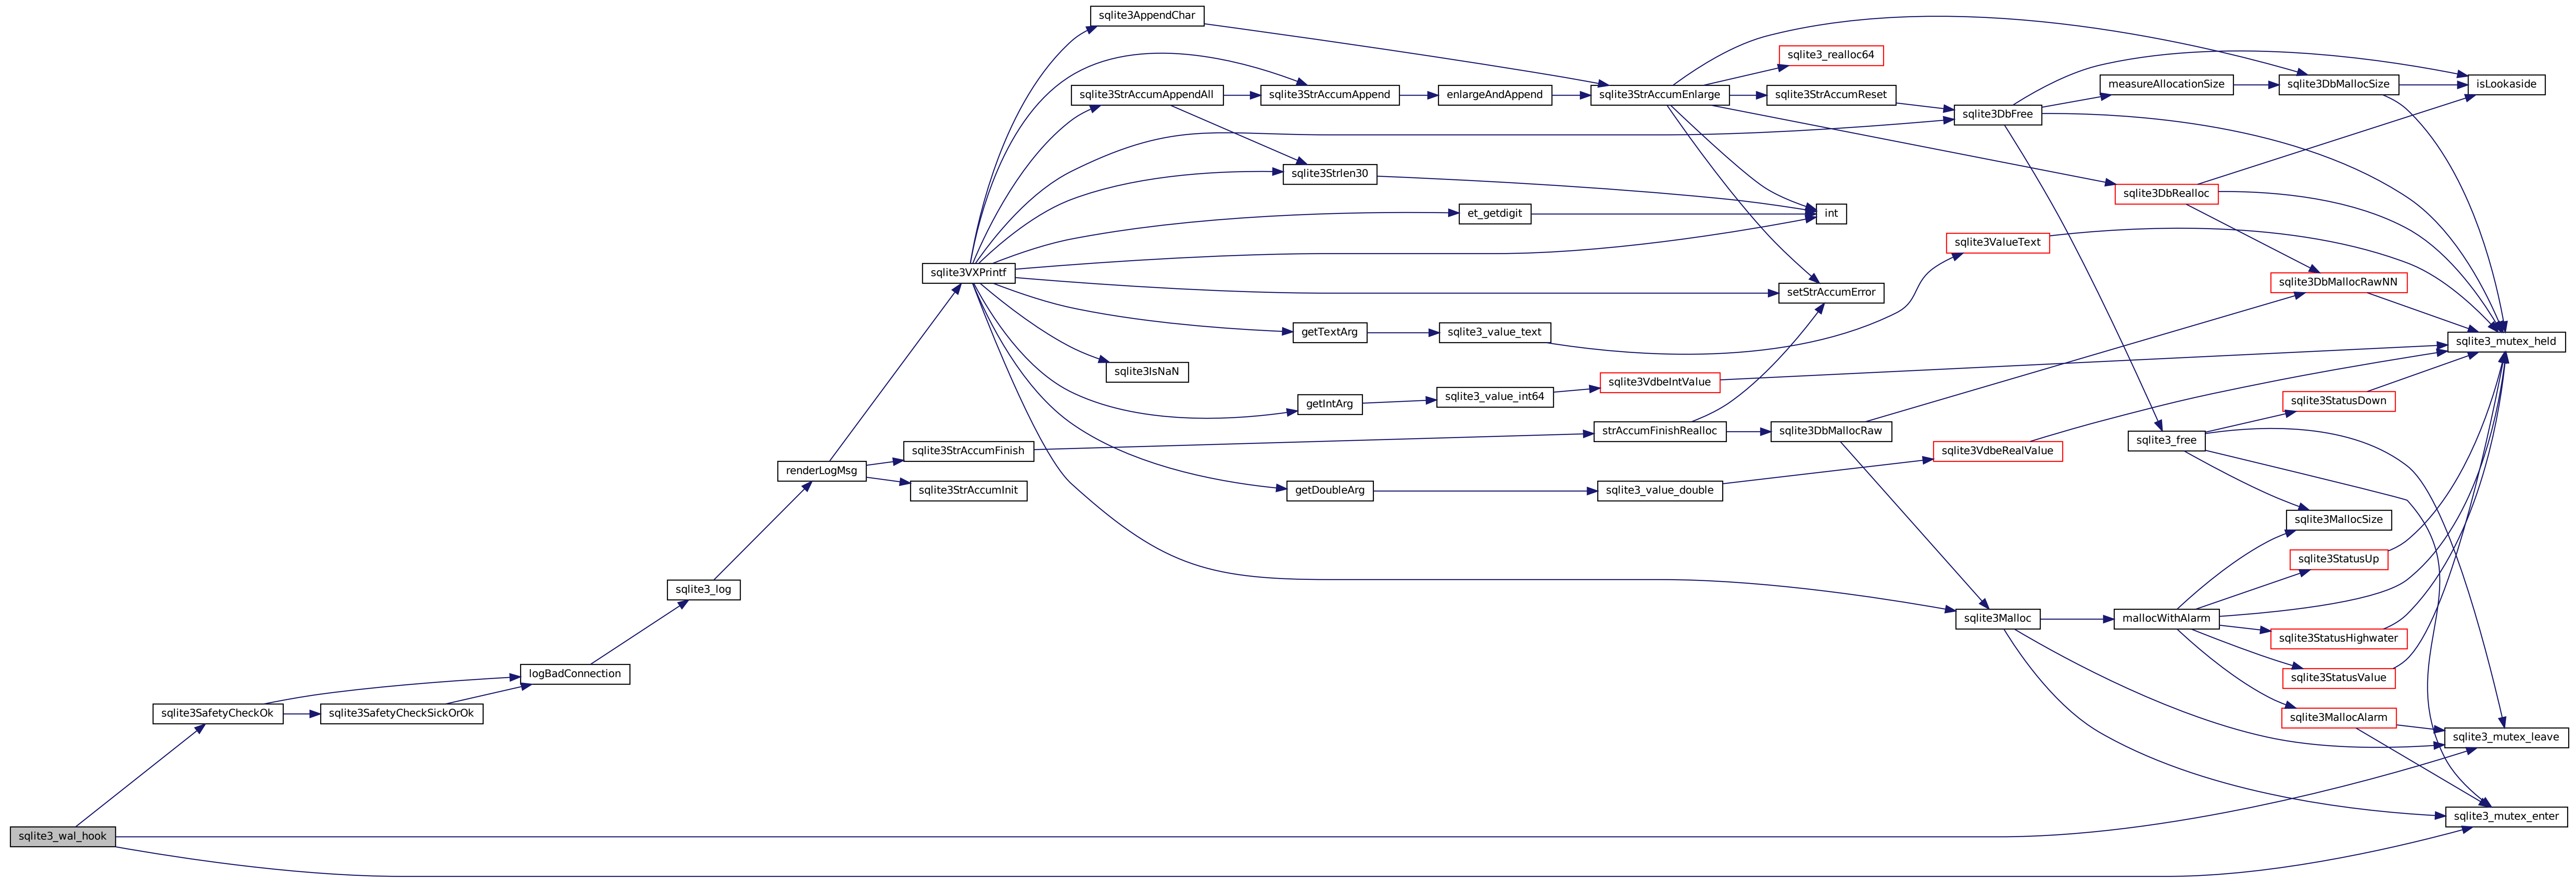 sqlite3AppendChar
sqlite3_realloc64
sqlite3StrAccumAppendAll
sqlite3StrAccumAppend
enlargeAndAppend
sqlite3StrAccumEnlarge
sqlite3StrAccumReset
sqlite3DbFree
measureAllocationSize
sqlite3DbMallocSize
isLookaside
sqlite3Strlen30
sqlite3DbRealloc
et_getdigit
int
sqlite3ValueText
sqlite3VXPrintf
setStrAccumError
sqlite3DbMallocRawNN
getTextArg
sqlite3_value_text
sqlite3_mutex_held
sqlite3IsNaN
sqlite3VdbeIntValue
getIntArg
sqlite3_value_int64
sqlite3StatusDown
strAccumFinishRealloc
sqlite3DbMallocRaw
sqlite3_free
sqlite3StrAccumFinish
sqlite3VdbeRealValue
renderLogMsg
sqlite3StrAccumInit
getDoubleArg
sqlite3_value_double
sqlite3MallocSize
sqlite3StatusUp
sqlite3_log
sqlite3Malloc
mallocWithAlarm
sqlite3StatusHighwater
logBadConnection
sqlite3StatusValue
sqlite3SafetyCheckOk
sqlite3SafetyCheckSickOrOk
sqlite3MallocAlarm
sqlite3_mutex_leave
sqlite3_wal_hook
sqlite3_mutex_enter